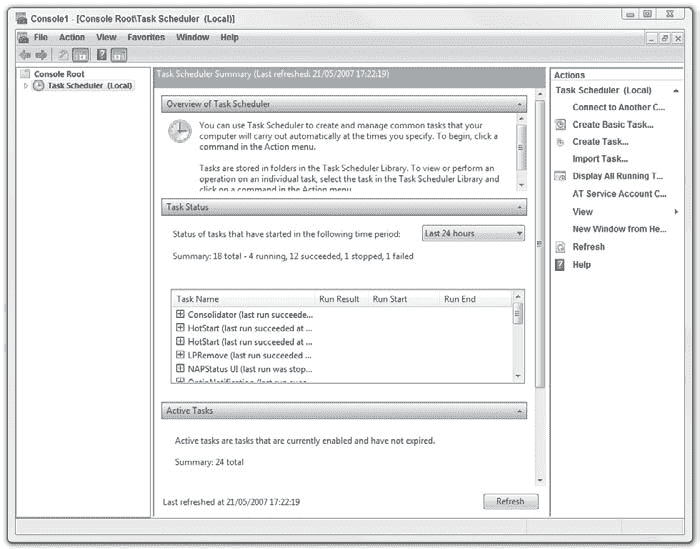 Console1 - [Console Root\Task Scheduler (Local)]
File Action View Favorites Window Help
Console Root
Task Scheduler (Local)
Task Scheduler Summary (Last refreshed: 21/05/2007 17:22:19)
Overview of Task Scheduler
You can use Task Scheduler to create and manage common tasks that your
computer will carry out automatically at the times you specify. To begin, click a
command in the Action menu.
Tasks are stored in folders in the Task Scheduler Library. To view or perform an
operation on an individual task, select the task in the Task Scheduler Library and
click on a command in the Action menu
Task Status
Status of tasks that have started in the following time period: Last 24 hours
Summary: 18 total - 4 running, 12 succeeded, 1 stopped, 1 failed
Task Name Run Result Run Start Run End
Consolidator (last run succeede...
HotStart (last run succeeded at ...
HotStart (last run succeeded at ...
LPRemove (last run succeeded ...
NAPStatus UI (last run was stop...
OptinNotification (last run succ...
Active Tasks
Active tasks are tasks that are currently enabled and have not expired.
Summary: 24 total
Last refreshed at 21/05/2007 17:22:19 Refresh
Actions
Task Scheduler (Local)
Connect to Another C...
Create Basic Task...
Create Task...
Import Task...
Display All Running T...
AT Service Account C...
View
New Window from He...
Refresh
Help